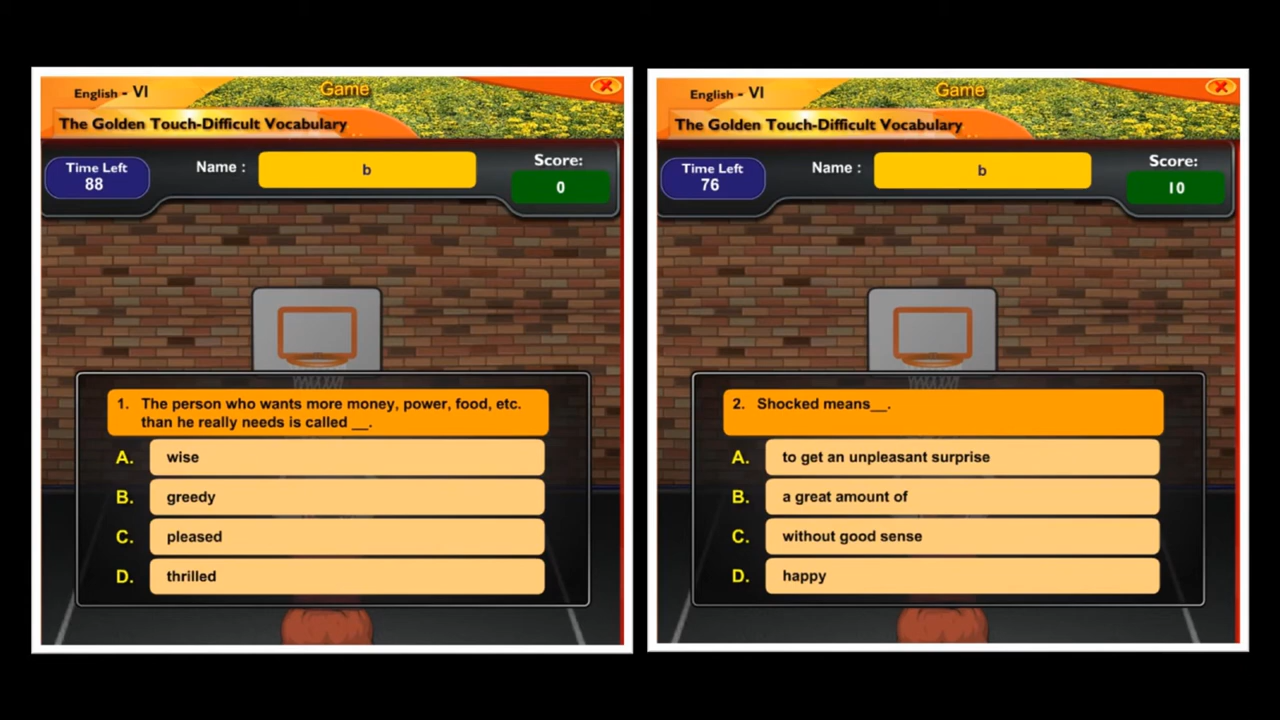 English - VI
Game
The Golden Touch-Difficult Vocabulary
Time Left
88
Name :
b
Score:
0
1. The person who wants more money, power, food, etc.
than he really needs is called __.
A. wise
B. greedy
C. pleased
D. thrilled
English - VI
Game
The Golden Touch-Difficult Vocabulary
Time Left
76
Name :
b
Score:
10
2. Shocked means__.
A. to get an unpleasant surprise
B. a great amount of
C. without good sense
D. happy